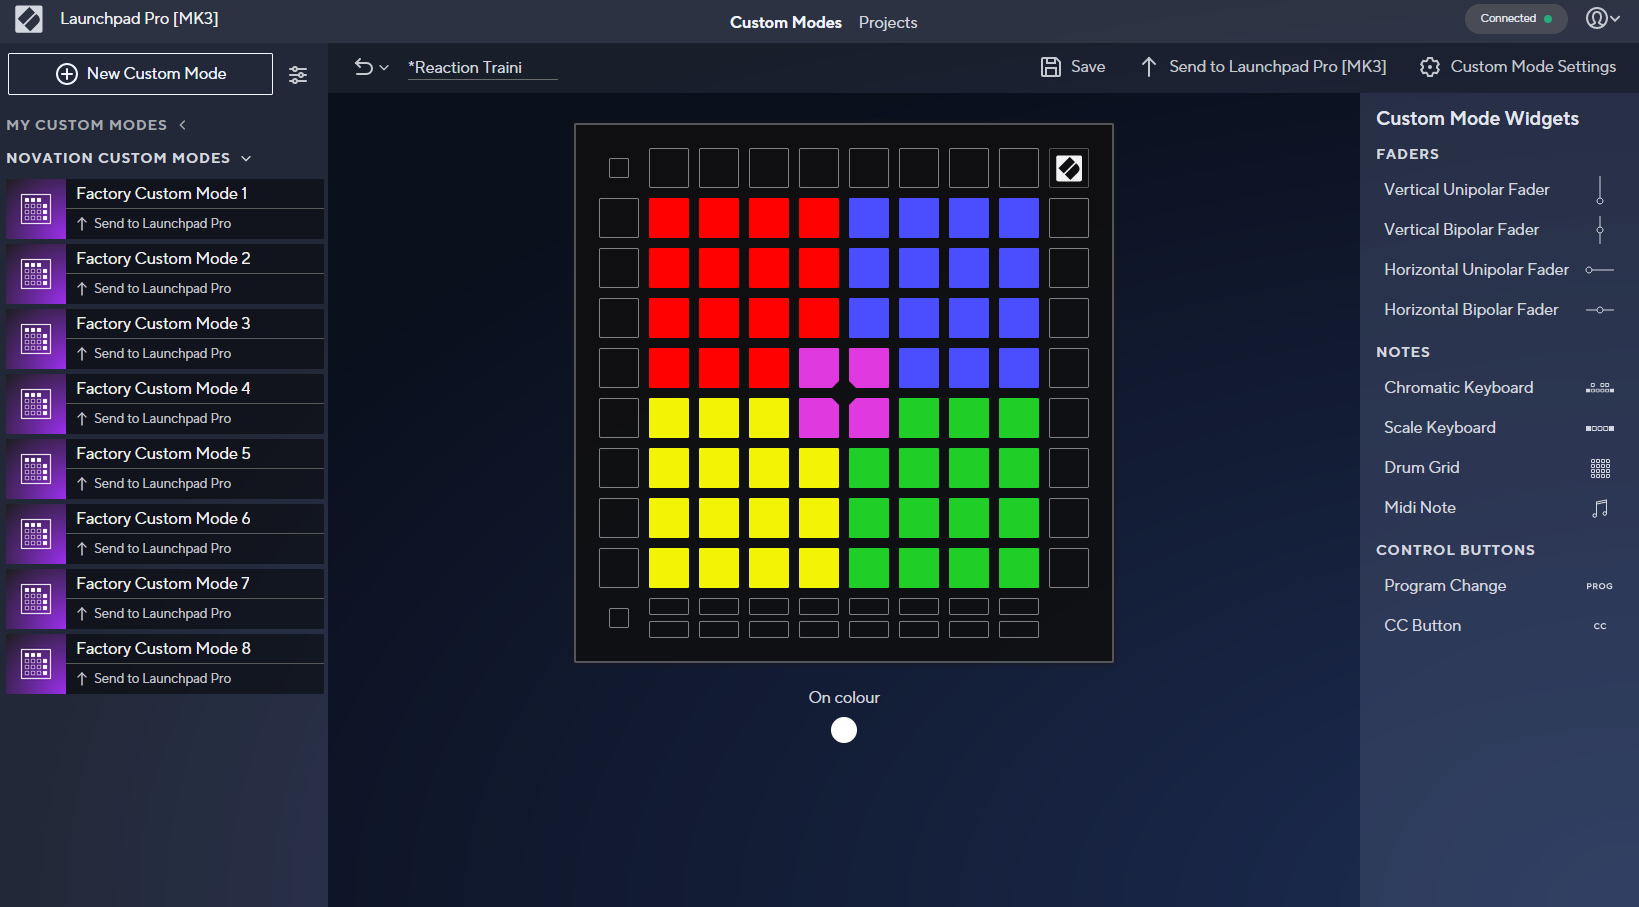 Launchpad Pro [MK3]
Custom Modes
Projects
Connected
New Custom Mode
*Reaction Traini
Save
Send to Launchpad Pro [MK3]
Custom Mode Settings
MY CUSTOM MODES
NOVATION CUSTOM MODES
Factory Custom Mode 1
Send to Launchpad Pro
Factory Custom Mode 2
Send to Launchpad Pro
Factory Custom Mode 3
Send to Launchpad Pro
Factory Custom Mode 4
Send to Launchpad Pro
Factory Custom Mode 5
Send to Launchpad Pro
Factory Custom Mode 6
Send to Launchpad Pro
Factory Custom Mode 7
Send to Launchpad Pro
Factory Custom Mode 8
Send to Launchpad Pro
On colour
Custom Mode Widgets
FADERS
Vertical Unipolar Fader
Vertical Bipolar Fader
Horizontal Unipolar Fader
Horizontal Bipolar Fader
NOTES
Chromatic Keyboard
Scale Keyboard
Drum Grid
Midi Note
CONTROL BUTTONS
Program Change PROG
CC Button CC